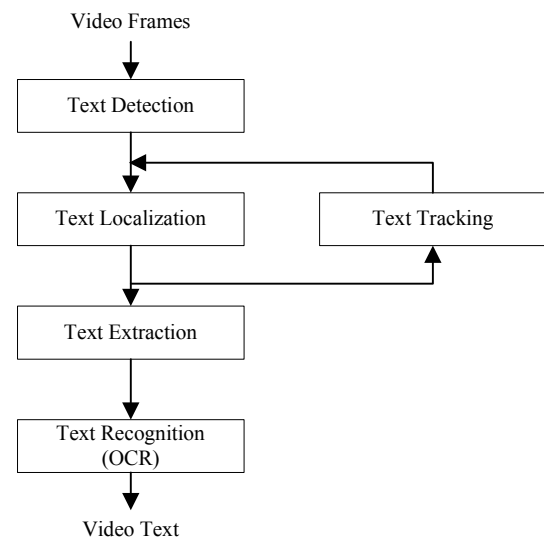 Video Frames
Text Detection
Text Localization
Text Tracking
Text Extraction
Text Recognition
(OCR)
Video Text